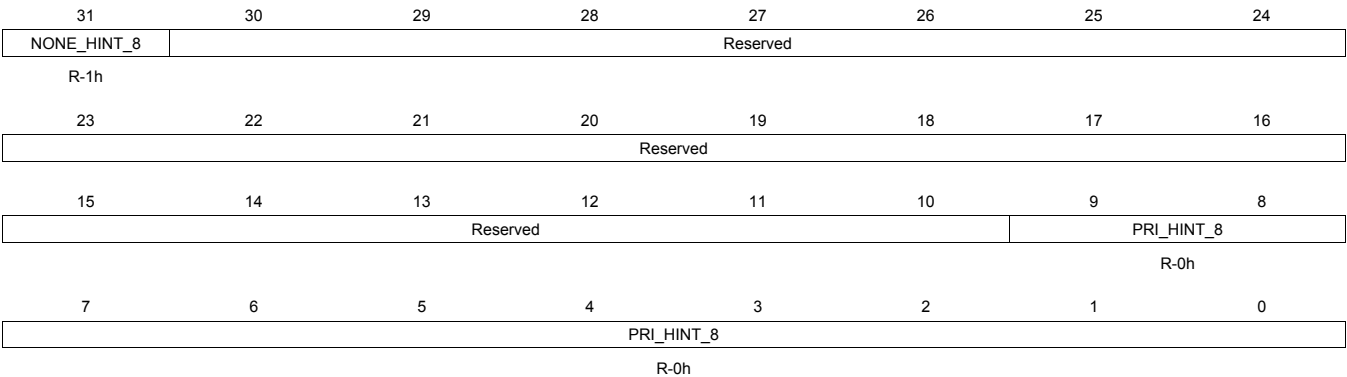 31 30 29 28 27 26 25 24
NONE_HINT_8 Reserved
R-1h
23 22 21 20 19 18 17 16
Reserved
15 14 13 12 11 10 9 8
Reserved PRI_HINT_8
R-0h
7 6 5 4 3 2 1 0
PRI_HINT_8
R-0h